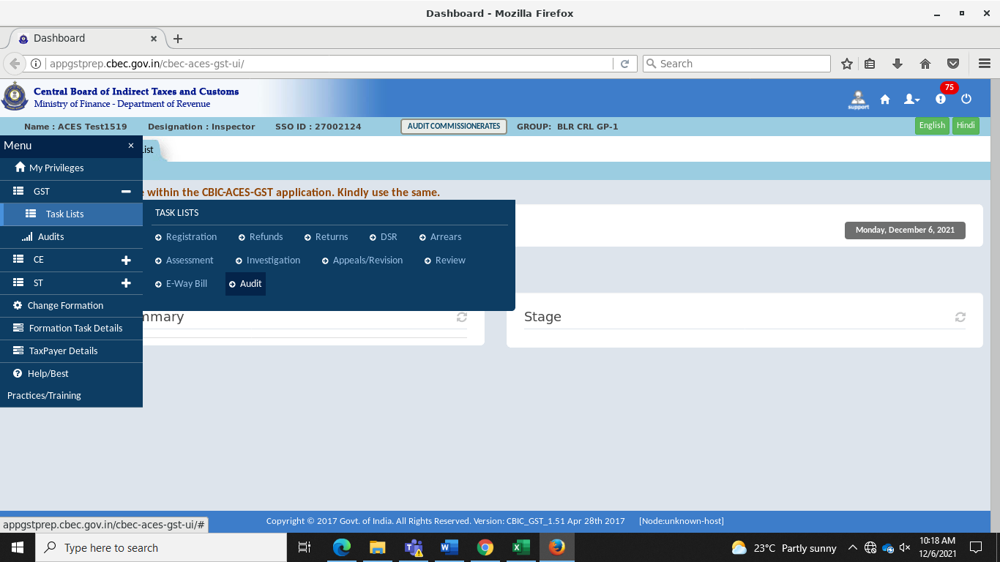 Dashboard - Mozilla Firefox
Dashboard
appgstprep.cbec.gov.in/cbec-aces-gst-ui/
Search
Central Board of Indirect Taxes and Customs
Ministry of Finance - Department of Revenue
support
75
Name : ACES Test1519 Designation : Inspector SSO ID : 27002124 AUDIT COMMISSIONERATES GROUP: BLR CRL GP-1 English Hindi
Menu ×
ist
My Privileges
GST
within the CBIC-ACES-GST application. Kindly use the same.
Task Lists
Audits
CE
ST
Change Formation
Formation Task Details
TaxPayer Details
Help/Best
Practices/Training
TASK LISTS
Registration Refunds Returns DSR Arrears
Assessment Investigation Appeals/Revision Review
E-Way Bill Audit
Monday, December 6, 2021
mmary
Stage
Copyright © 2017 Govt. of India. All Rights Reserved. Version: CBIC_GST_1.51 Apr 28th 2017 [Node:unknown-host]
appgstprep.cbec.gov.in/cbec-aces-gst-ui/#
Type here to search
23°C Partly sunny
10:18 AM
12/6/2021